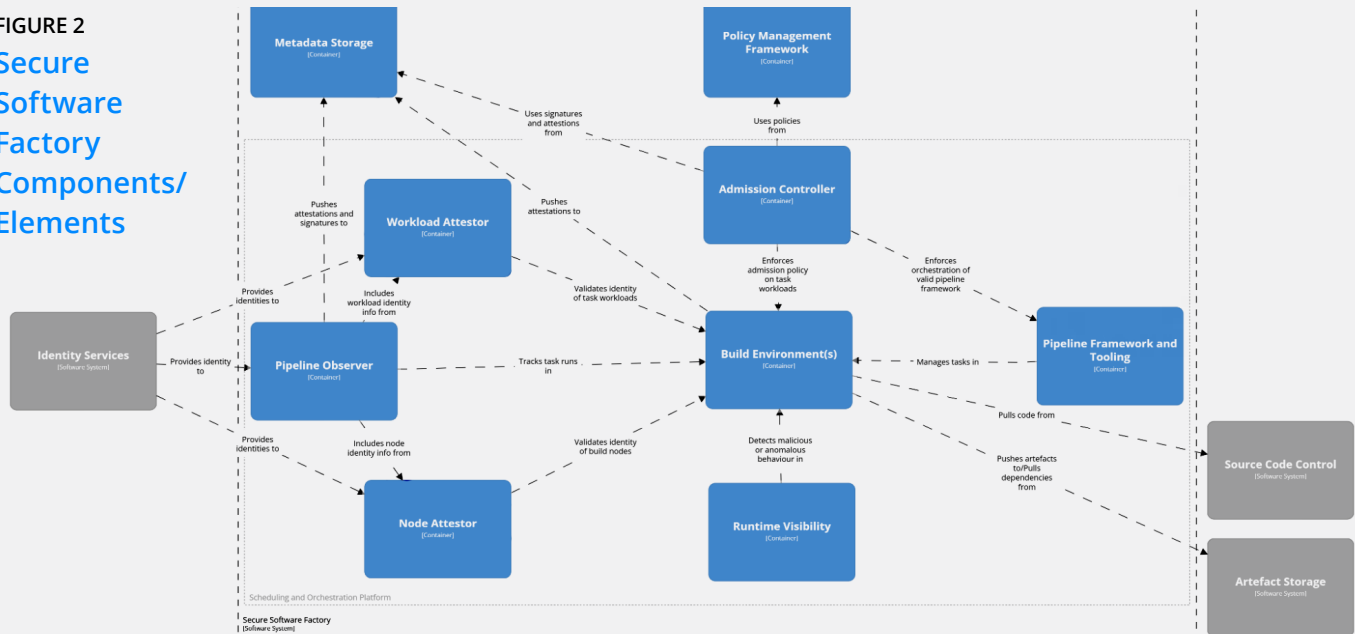 FIGURE 2
Secure
Software
Factory
Components/
Elements
Metadata Storage
[Container]
Policy Management
Framework
[Container]
Uses signatures
and attestions
from
Uses policies
from
Admission Controller
[Container]
Workload Attestor
[Container]
Pushes
attestations and
signatures to
Pushes
attestations to
Enforces
admission policy
on task
workloads
Enforces
orchestration of
valid pipeline
framework
Provides
identities to
Includes
workload identity
info from
Validates identity
of task workloads
Identity Services
[Software System]
Provides identity
to
Pipeline Observer
[Container]
Tracks task runs
in
Build Environment(s)
[Container]
Manages tasks in
Pipeline Framework and
Tooling
[Container]
Pulls code from
Provides
identities to
Includes node
identity info from
Validates identity
of build nodes
Detects malicious
or anomalous
behaviour in
Pushes artefacts
to/Pulls
dependencies
from
Source Code Control
[Software System]
Node Attestor
[Container]
Runtime Visibility
[Container]
Artefact Storage
[Software System]
Scheduling and Orchestration Platform
Secure Software Factory
[Software System]